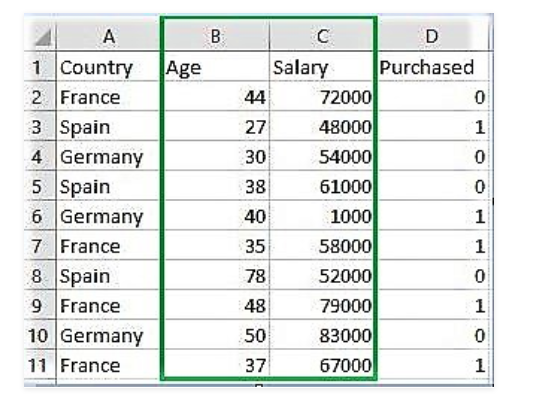 A B C D
1 Country Age Salary Purchased
2 France 44 72000 0
3 Spain 27 48000 1
4 Germany 30 54000 0
5 Spain 38 61000 0
6 Germany 40 1000 1
7 France 35 58000 1
8 Spain 78 52000 0
9 France 48 79000 1
10 Germany 50 83000 0
11 France 37 67000 1